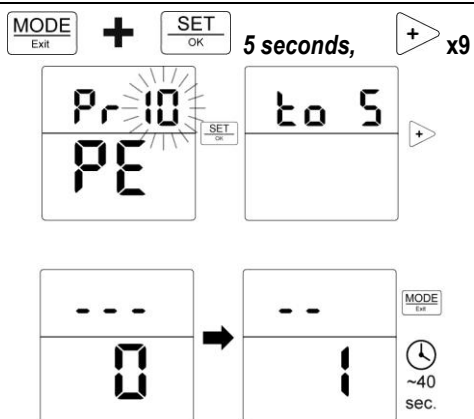 MODE + SET 5 seconds, + x9
Exit OK
Pr 10 to 5
SET
OK
+
PE
--- --
MODE
Exit
0 1
~40
sec.